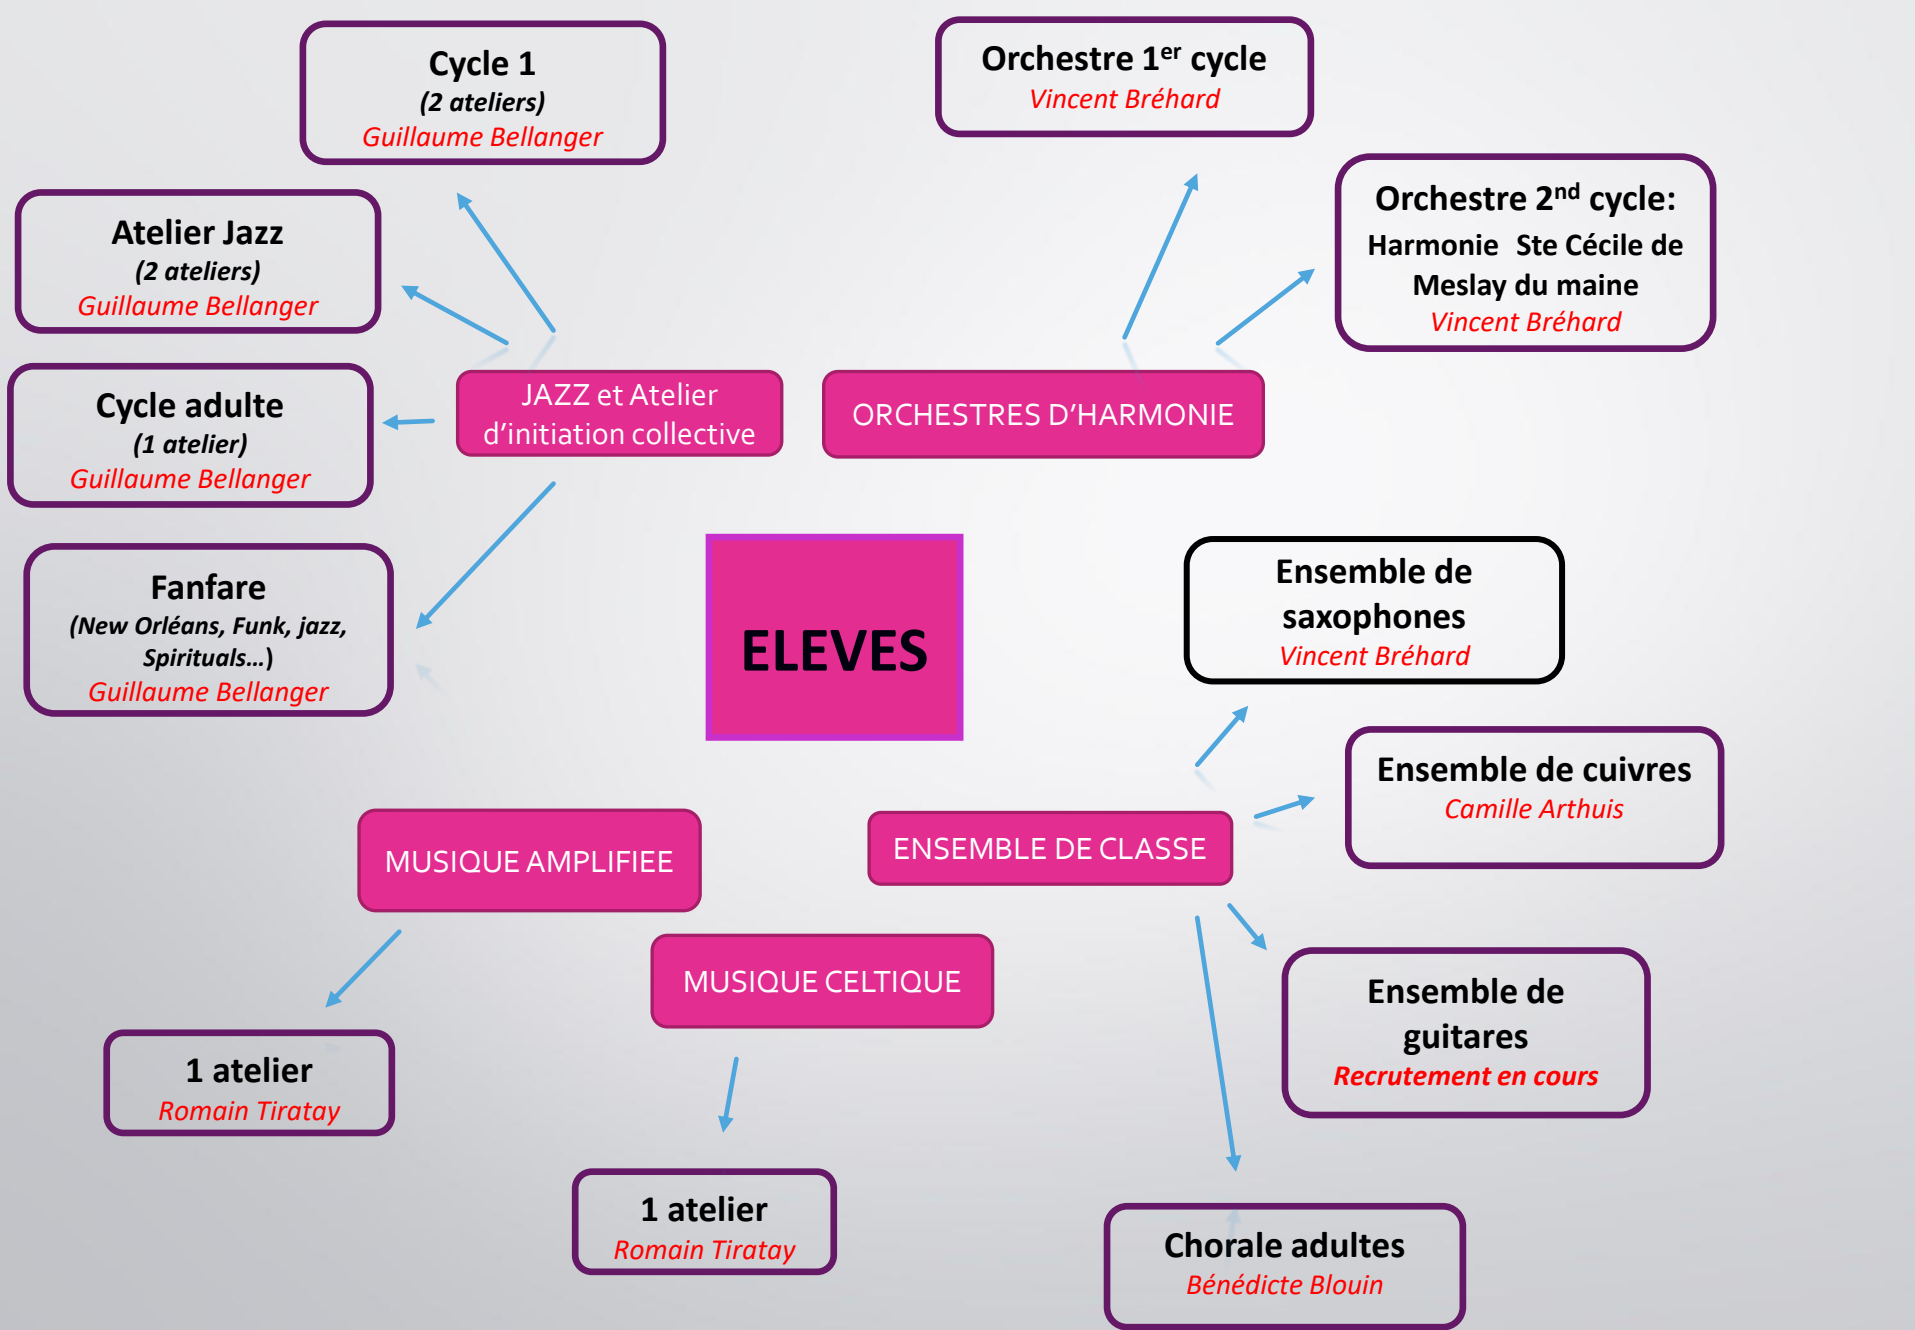 Cycle 1
(2 ateliers)
Guillaume Bellanger
Orchestre 1er cycle
Vincent Bréhard
Atelier Jazz
(2 ateliers)
Guillaume Bellanger
Orchestre 2nd cycle:
Harmonie Ste Cécile de
Meslay du maine
Vincent Bréhard
Cycle adulte
(1 atelier)
Guillaume Bellanger
JAZZ et Atelier
d'initiation collective
ORCHESTRES D'HARMONIE
Fanfare
(New Orléans, Funk, jazz,
Spirituals...)
Guillaume Bellanger
ELEVES
Ensemble de
saxophones
Vincent Bréhard
Ensemble de cuivres
Camille Arthuis
MUSIQUE AMPLIFIEE
ENSEMBLE DE CLASSE
MUSIQUE CELTIQUE
Ensemble de
guitares
Recrutement en cours
1 atelier
Romain Tiratay
1 atelier
Romain Tiratay
Chorale adultes
Bénédicte Blouin